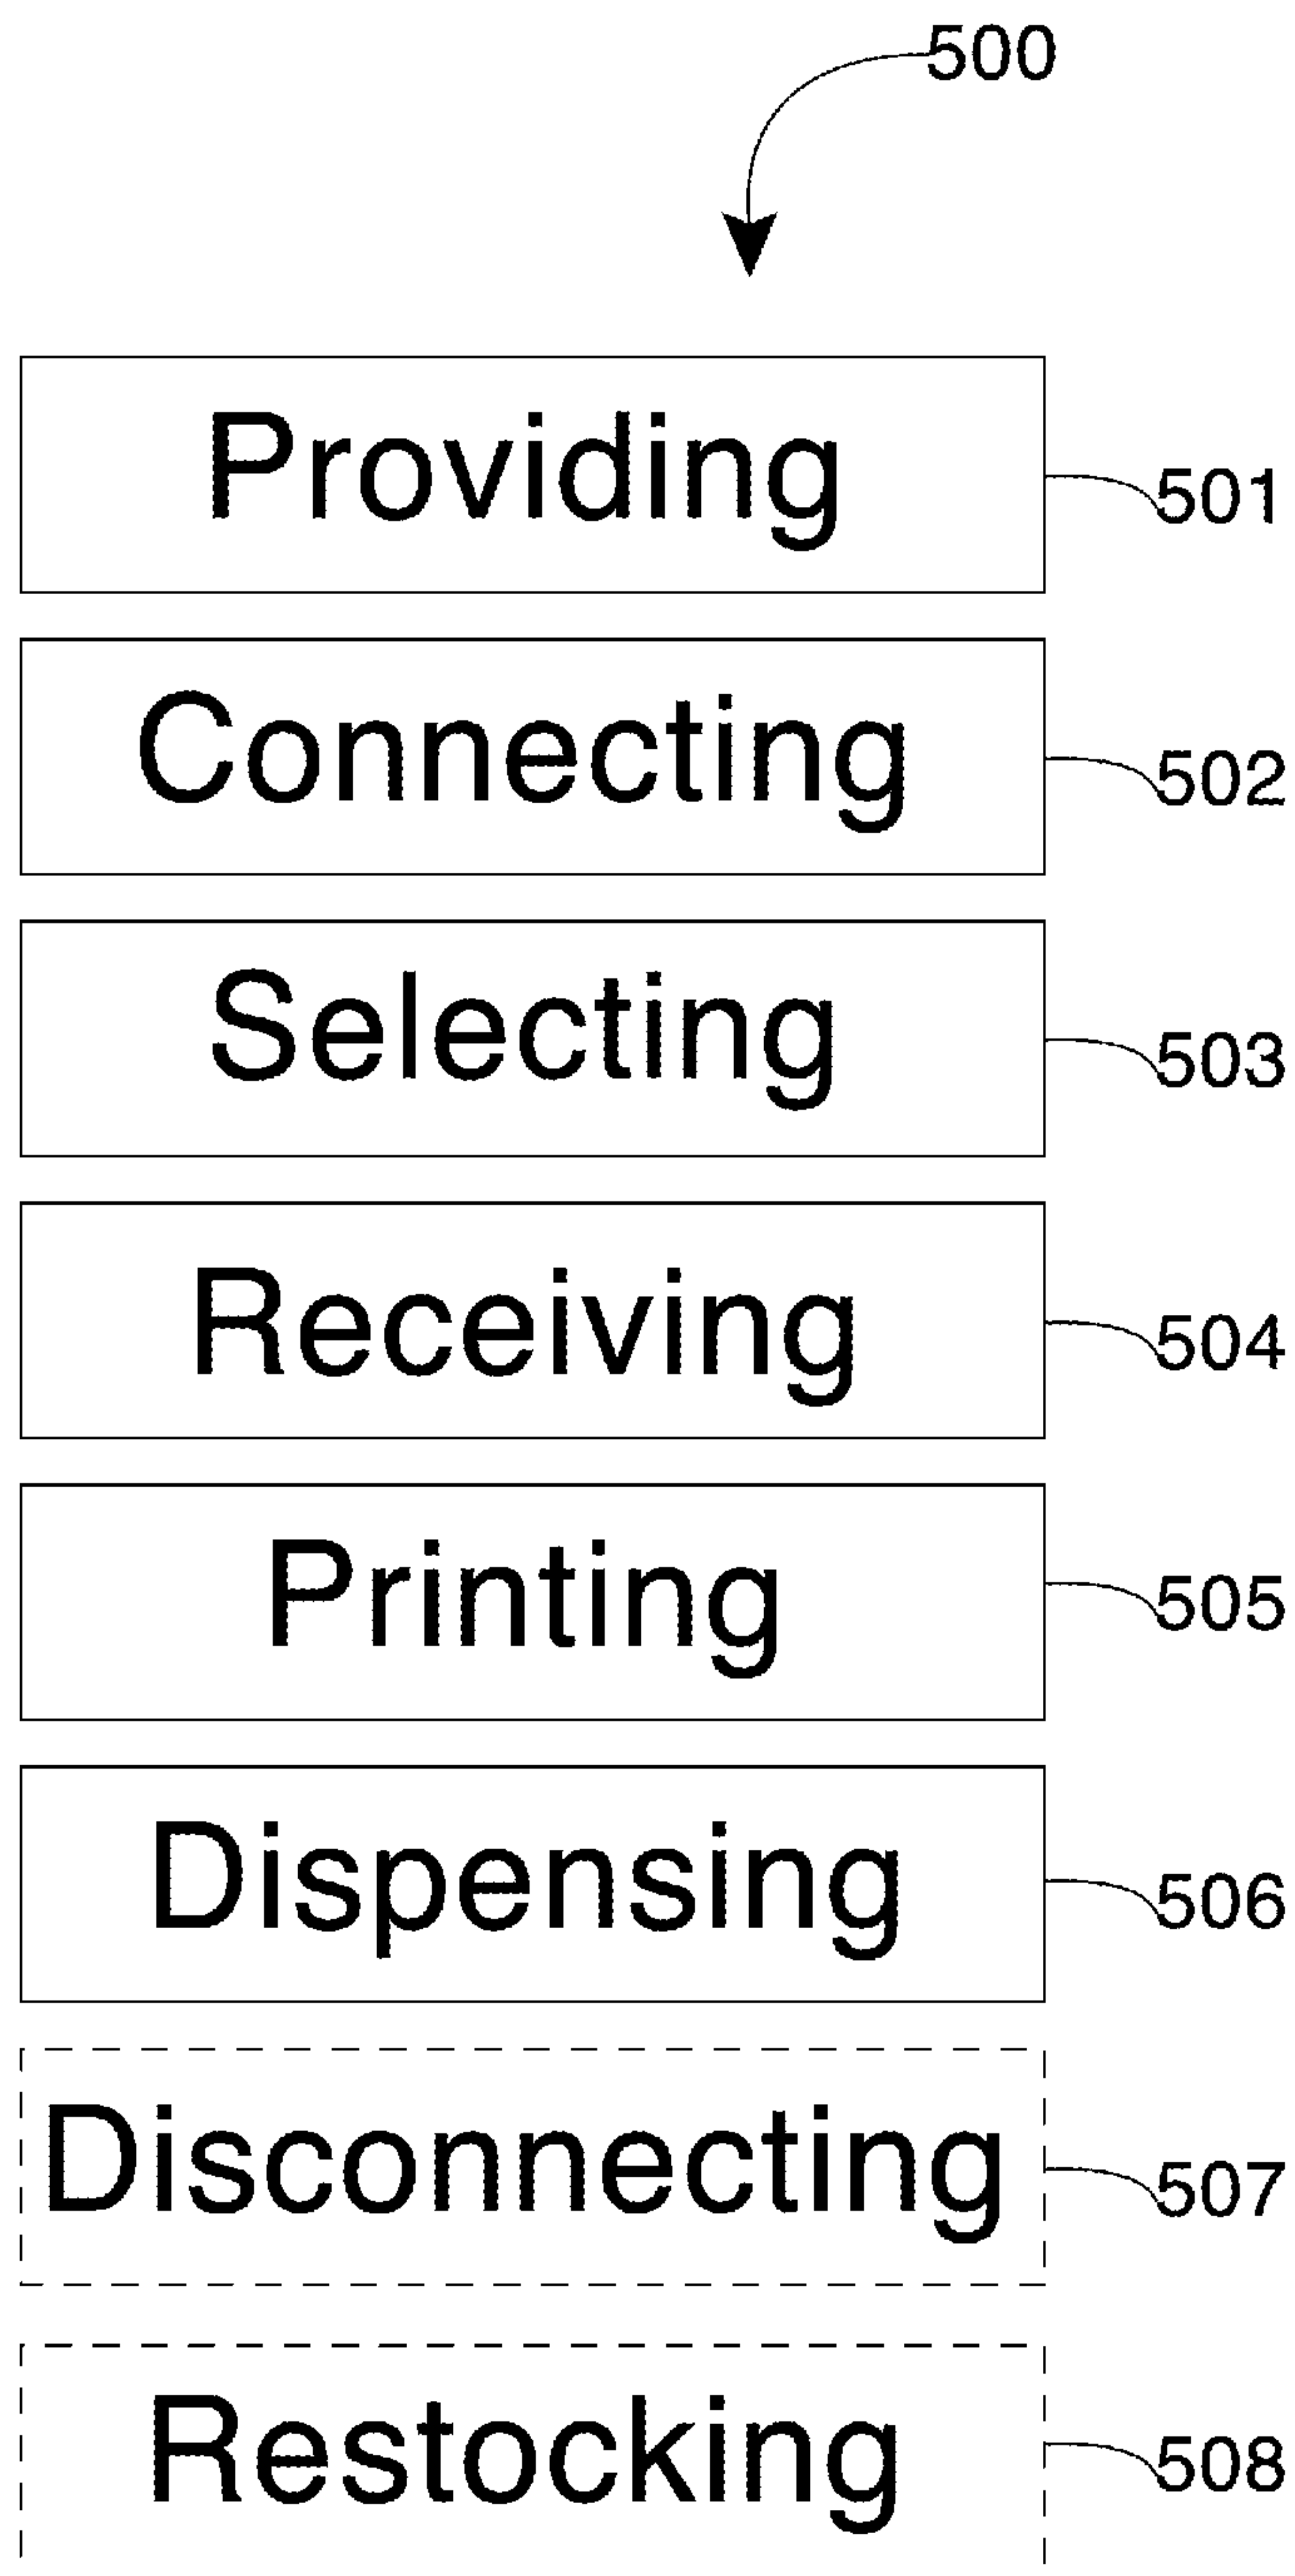 500
Providing 501
Connecting 502
Selecting 503
Receiving 504
Printing 505
Dispensing 506
Disconnecting 507
Restocking 508